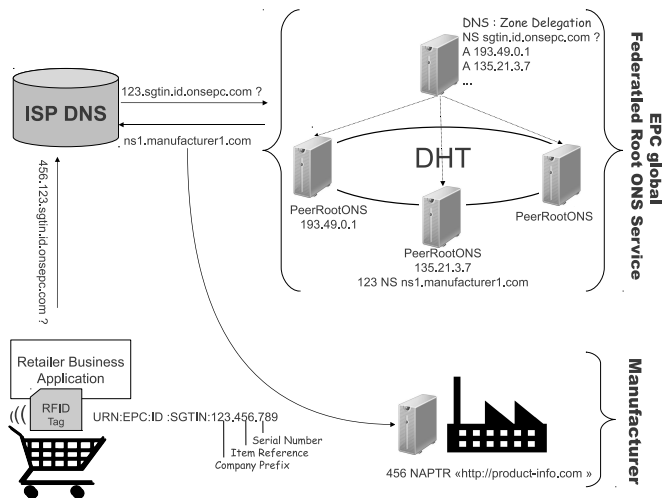 DNS : Zone Delegation
NS sgtin.id.onsepc.com ?
A 193.49.0.1
A 135.21.3.7
...
123.sgtin.id.onsepc.com ?
ISP DNS
ns1.manufacturer1.com
456.123.sgtin.id.onsepc.com ?
DHT
PeerRootONS
193.49.0.1
PeerRootONS
135.21.3.7
123 NS ns1.manufacturer1.com
PeerRootONS
EPC global
Federatled Root ONS Service
Retailer Business
Application
RFID
Tag
URN:EPC:ID :SGTIN:123.456.789
Serial Number
Item Reference
Company Prefix
456 NAPTR «http://product-info.com »
Manufacturer